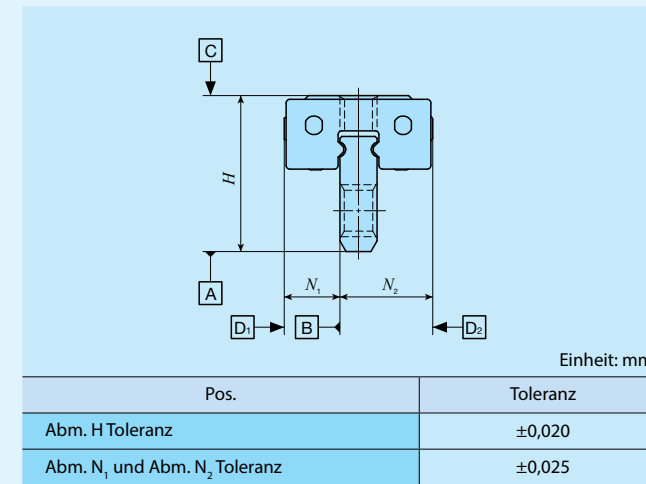 C
H
A
N₁ N₂
D₁ B D₂
Einheit: mm
Pos. Toleranz
Abm. H Toleranz ±0,020
Abm. N₁ und Abm. N₂ Toleranz ±0,025